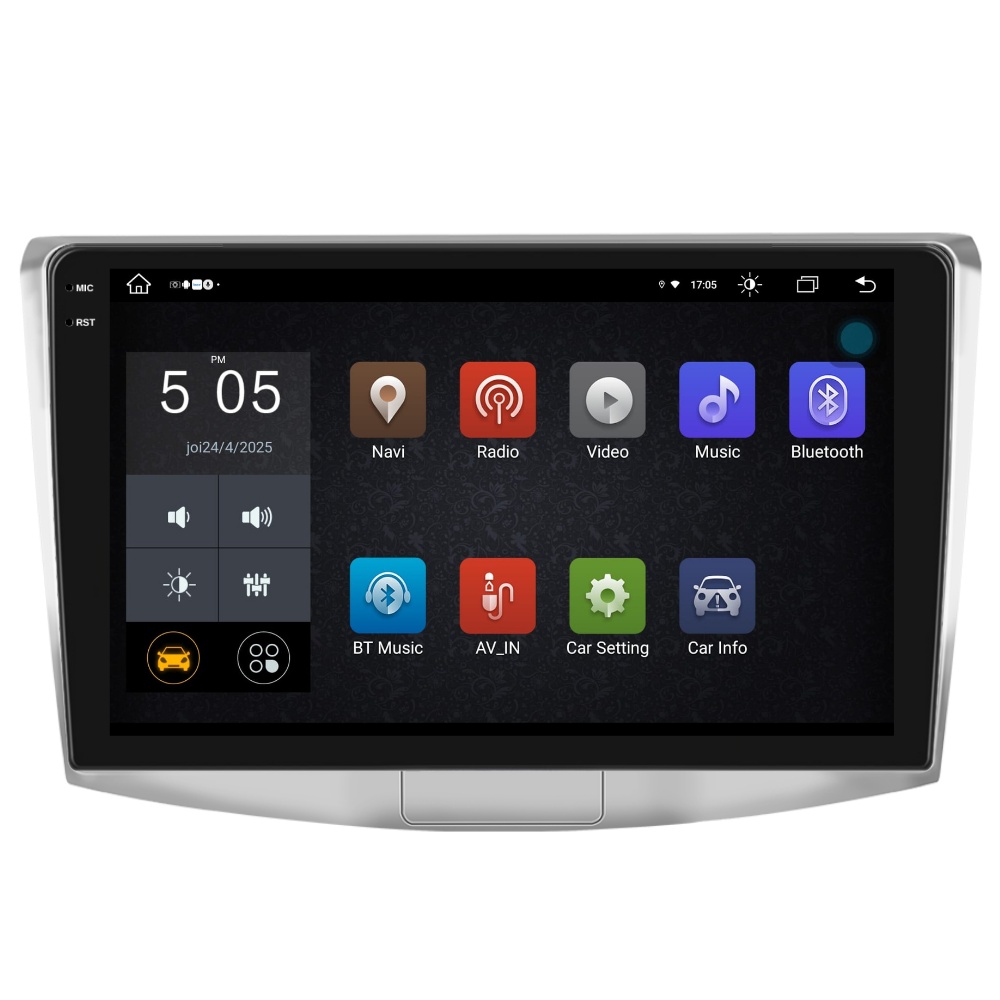 MIC
RST
17:05
PM
5 05
joi24/4/2025
Navi
Radio
Video
Music
Bluetooth
BT Music
AV_IN
Car Setting
Car Info